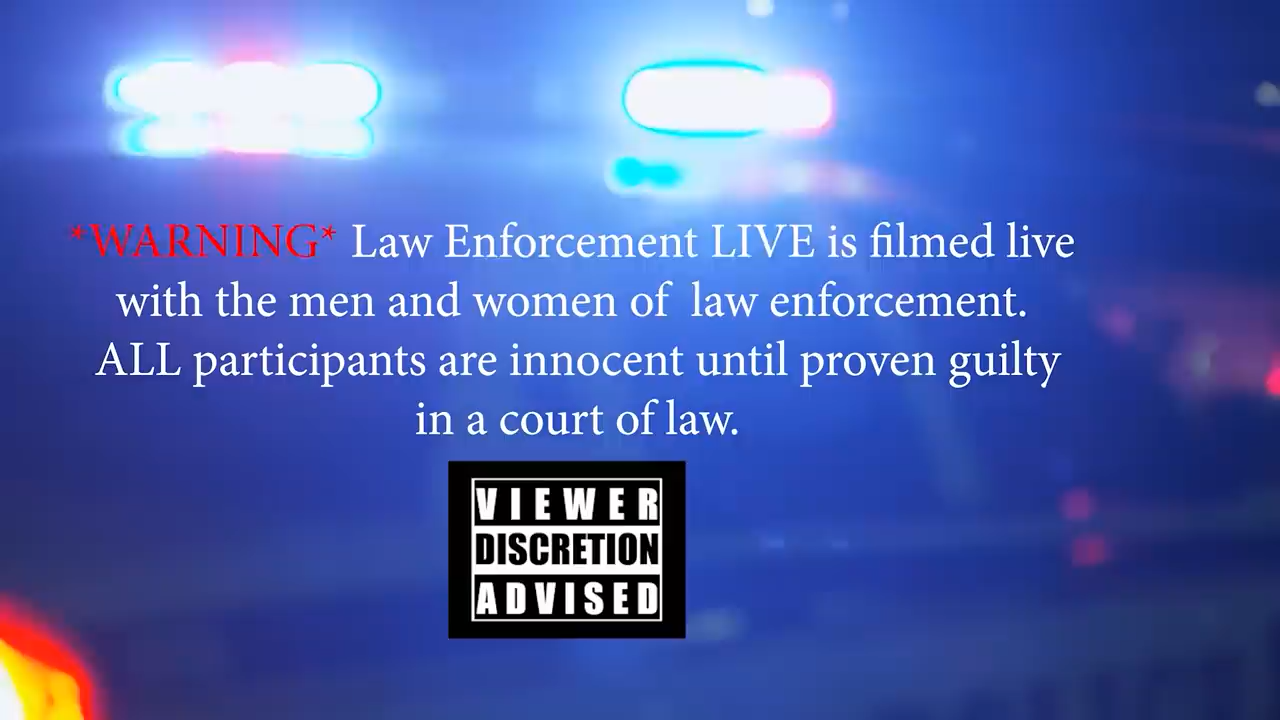 *WARNING* Law Enforcement LIVE is filmed live
with the men and women of  law enforcement.
ALL participants are innocent until proven guilty
in a court of law.
VIEWER
DISCRETION
ADVISED